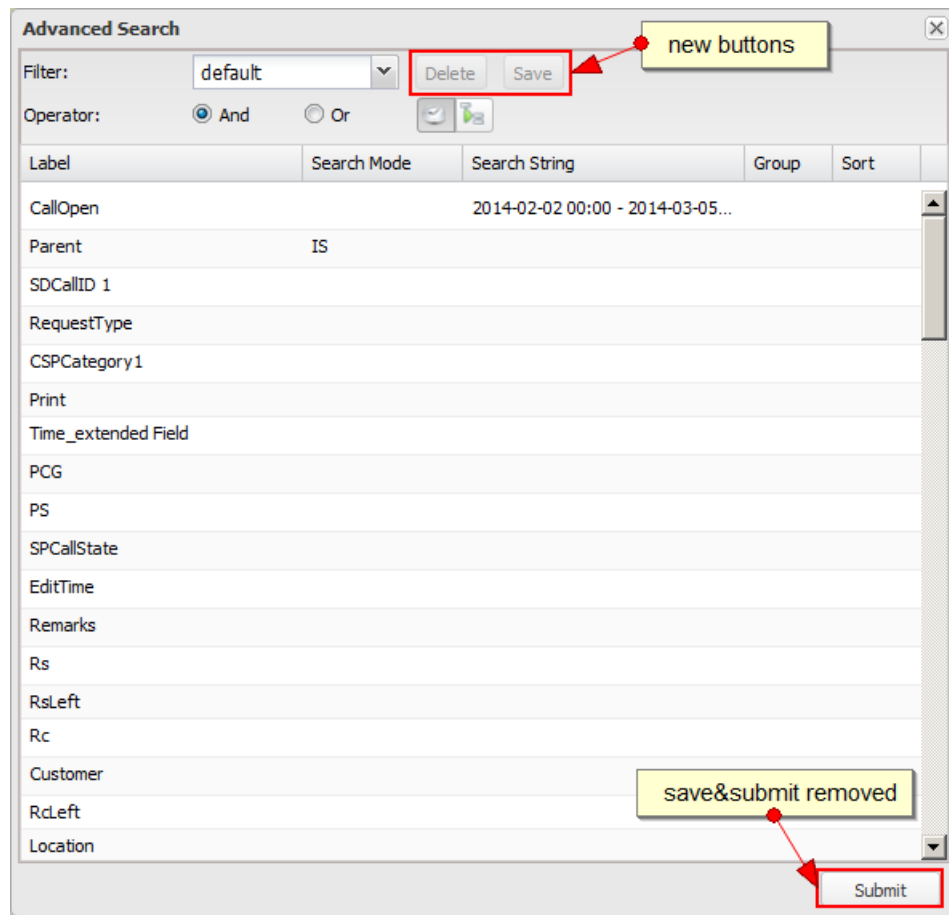 Advanced Search
new buttons
Filter: default Delete Save
Operator: And Or
Label Search Mode Search String Group Sort
CallOpen 2014-02-02 00:00 - 2014-03-05...
Parent IS
SDCallID 1
RequestType
CSPCategory1
Print
Time_extended Field
PCG
PS
SPCallState
EditTime
Remarks
Rs
RsLeft
Rc
Customer
save&submit removed
RcLeft
Location
Submit